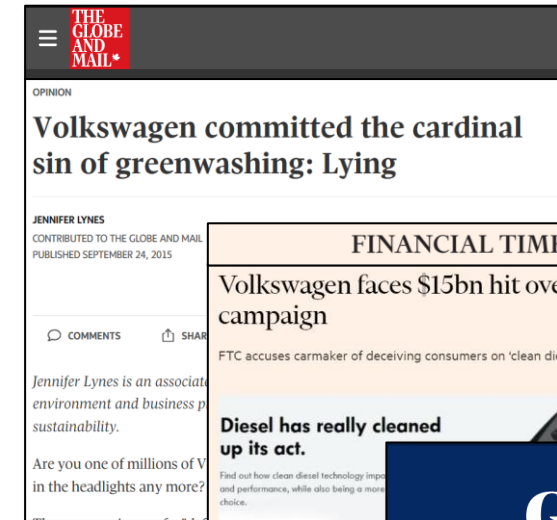 THE
GLOBE
AND
MAIL
OPINION
Volkswagen committed the cardinal
sin of greenwashing: Lying
JENNIFER LYNES
CONTRIBUTED TO THE GLOBE AND MAIL
PUBLISHED SEPTEMBER 24, 2015
COMMENTS
SHAR
Jennifer Lynes is an associat
environment and business p
sustainability.
Are you one of millions of V
in the headlights any more?
FINANCIAL TIME
Volkswagen faces $15bn hit ove
campaign
FTC accuses carmaker of deceiving consumers on 'clean die
Diesel has really cleaned
up its act.
Find out how clean diesel technology impa
and performance, while also being a more
choice.